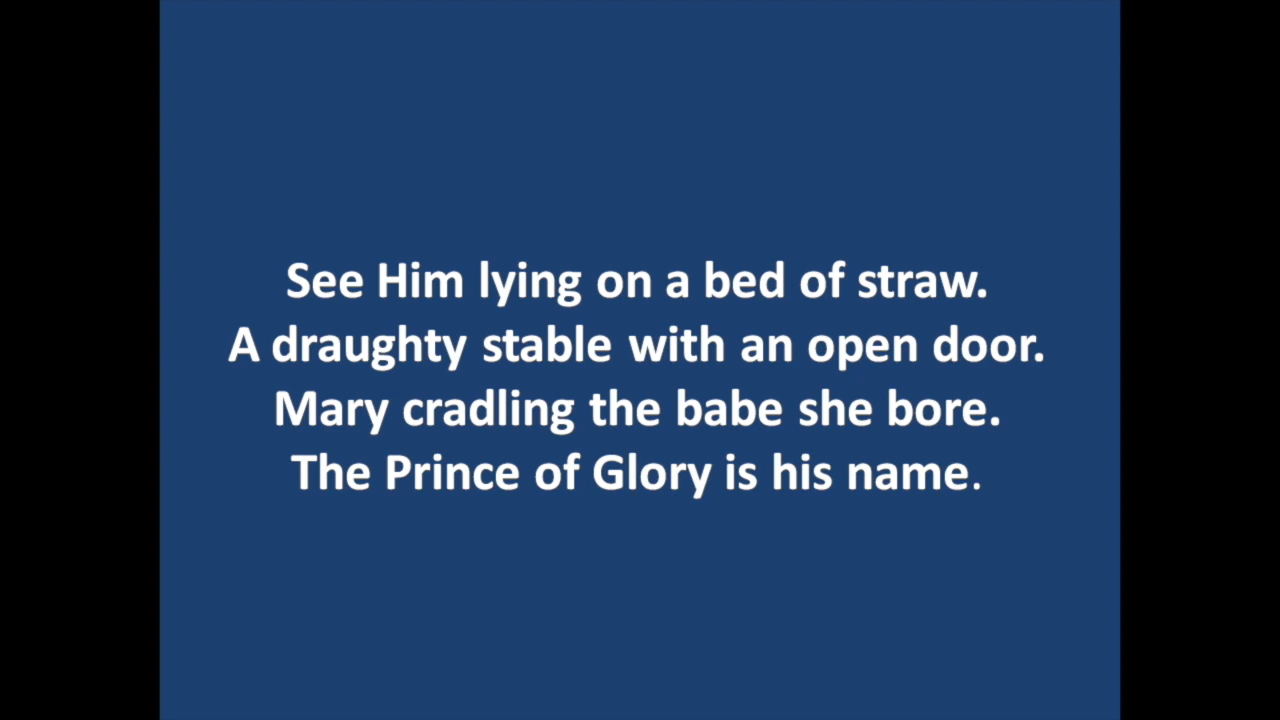 See Him lying on a bed of straw.
A draughty stable with an open door.
Mary cradling the babe she bore.
The Prince of Glory is his name.